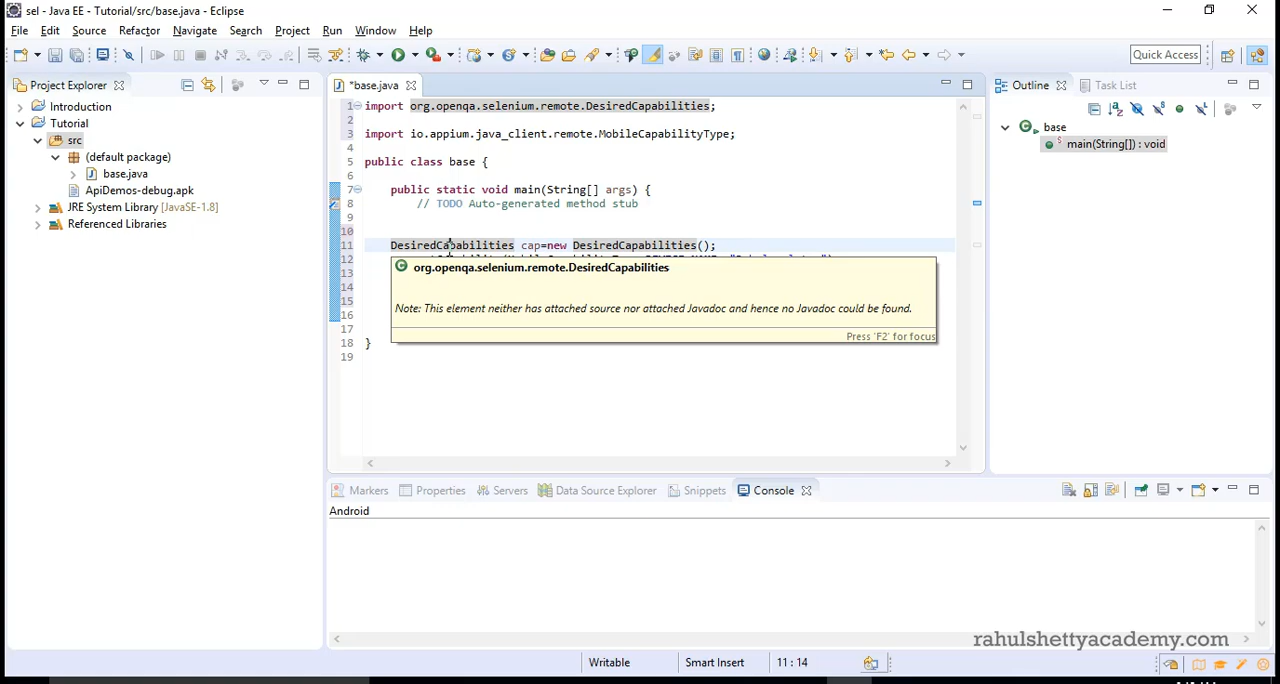 sel - Java EE - Tutorial/src/base.java - Eclipse
File Edit Source Refactor Navigate Search Project Run Window Help
Quick Access
Project Explorer
Introduction
Tutorial
src
(default package)
base.java
ApiDemos-debug.apk
JRE System Library [JavaSE-1.8]
Referenced Libraries
*base.java
1 import org.openqa.selenium.remote.DesiredCapabilities;
2
3 import io.appium.java_client.remote.MobileCapabilityType;
4
5 public class base {
6
7 public static void main(String[] args) {
8 // TODO Auto-generated method stub
9
10
11 DesiredCapabilities cap=new DesiredCapabilities();
12
org.openqa.selenium.remote.DesiredCapabilities
13
14
Note: This element neither has attached source nor attached Javadoc and hence no Javadoc could be found.
15
16
Press 'F2' for focus
17
18 }
19
Outline Task List
base
main(String[]) : void
Markers Properties Servers Data Source Explorer Snippets Console
Android
rahulshettyacademy.com
Writable Smart Insert 11 : 14